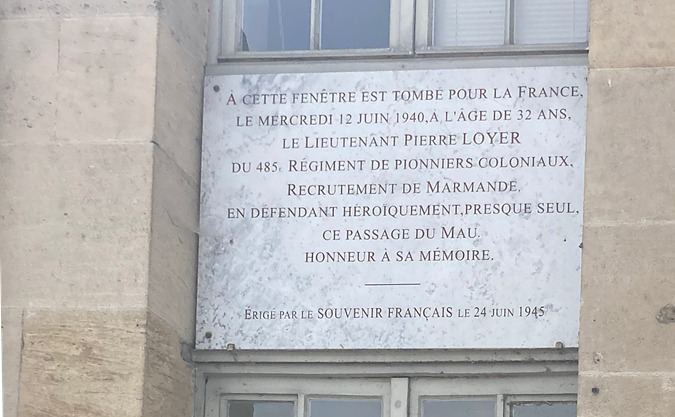 À CETTE FENÊTRE EST TOMBÉ POUR LA FRANCE,
LE MERCREDI 12 JUIN 1940,À L'ÂGE DE 32 ANS,
LE LIEUTENANT PIERRE LOYER
DU 485e RÉGIMENT DE PIONNIERS COLONIAUX,
RECRUTEMENT DE MARMANDE,
EN DÉFENDANT HÉROÏQUEMENT,PRESQUE SEUL,
CE PASSAGE DU MAU.
HONNEUR À SA MÉMOIRE.
ÉRIGÉ PAR LE SOUVENIR FRANÇAIS LE 24 JUIN 1945